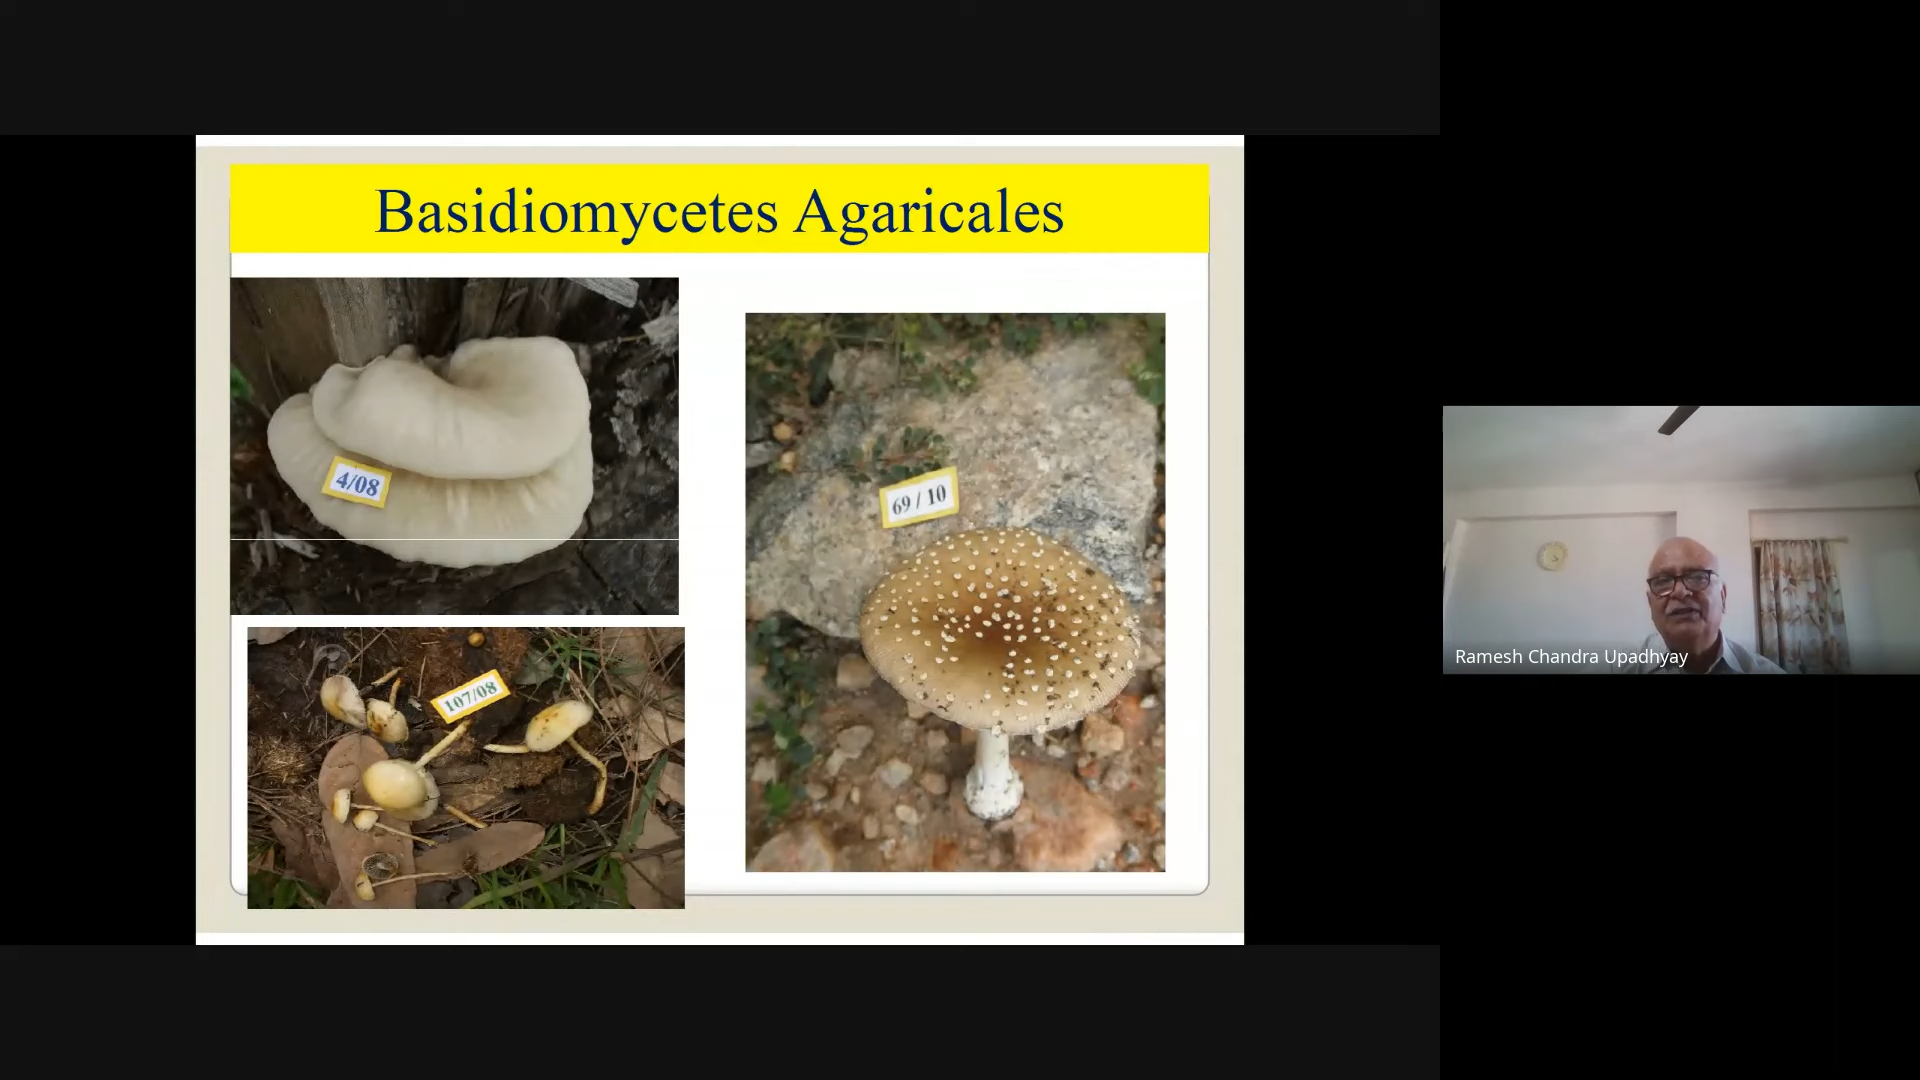 Basidiomycetes Agaricales
4/08
69 / 10
107/08
Ramesh Chandra Upadhyay